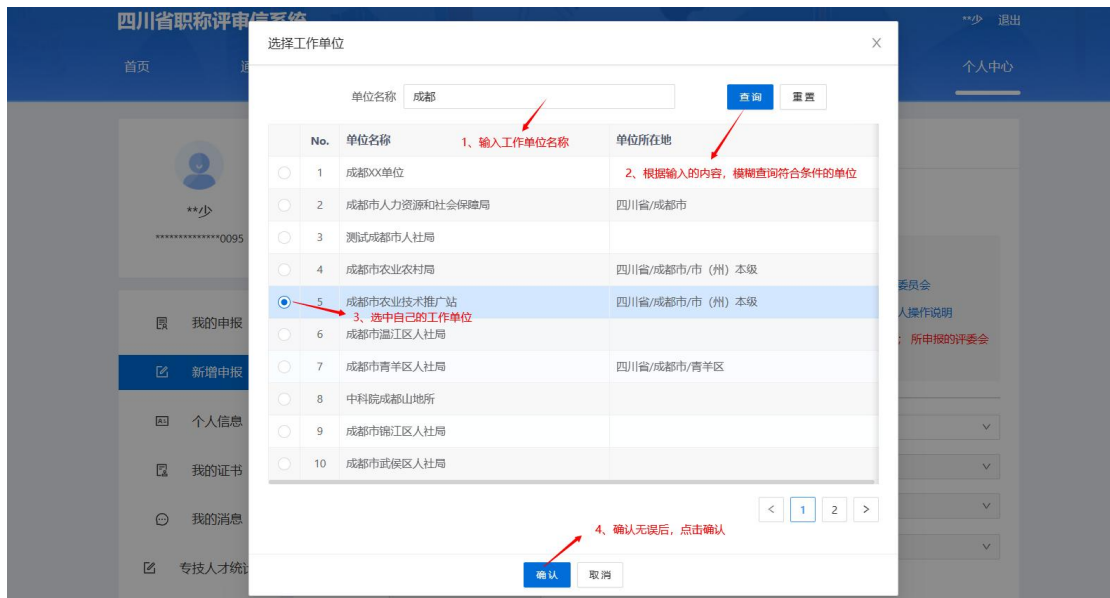 四川省职称评审信系统
**少 退出
首页
个人中心
选择工作单位
单位名称 成都 查询 重置
No. 单位名称 单位所在地
1、输入工作单位名称
1 成都XX单位
2、根据输入的内容，模糊查询符合条件的单位
2 成都市人力资源和社会保障局 四川省/成都市
3 测试成都市人社局
4 成都市农业农村局 四川省/成都市/市（州）本级
5 成都市农业技术推广站 四川省/成都市/市（州）本级
3、选中自己的工作单位
6 成都市温江区人社局
7 成都市青羊区人社局 四川省/成都市/青羊区
8 中科院成都山地所
9 成都市锦江区人社局
10 成都市武侯区人社局
< 1 2 >
4、确认无误后，点击确认
确认 取消
**少
**************0095
我的申报
新增申报
个人信息
我的证书
我的消息
专技人才统
委员会
人操作说明
；所申报的评委会